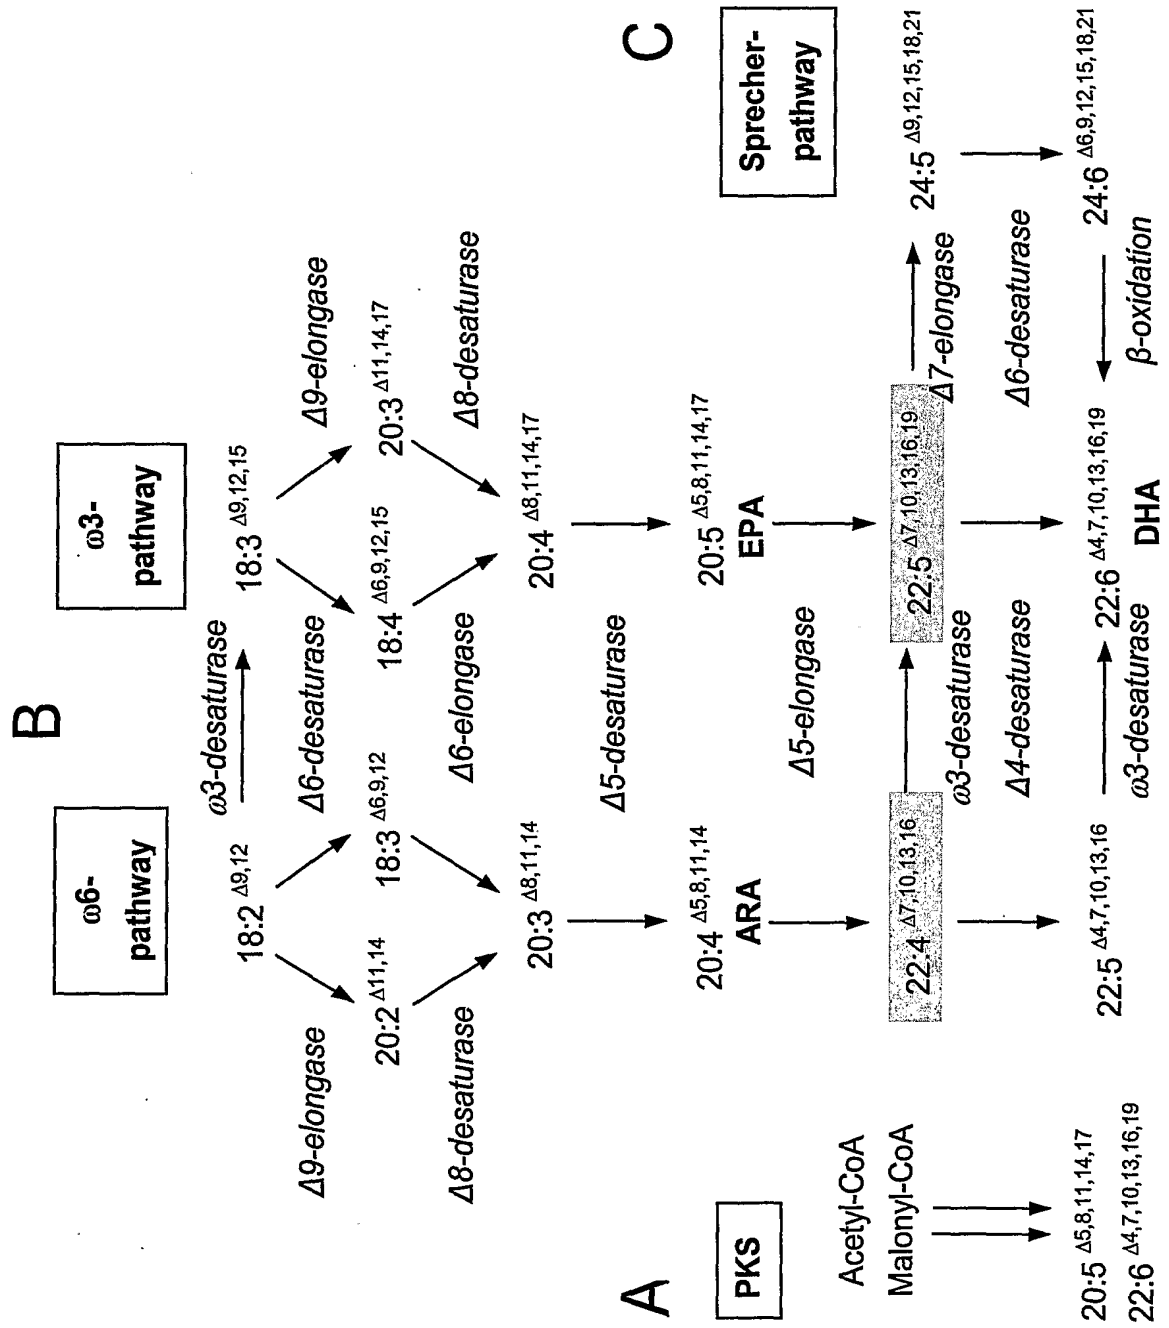 A
PKS
Acetyl-CoA
Malonyl-CoA
20:5 Δ5,8,11,14,17
22:6 Δ4,7,10,13,16,19
B
ω6-
pathway
ω3-
pathway
18:2 Δ9,12
ω3-desaturase
18:3 Δ9,12,15
Δ9-elongase
Δ6-desaturase
Δ9-elongase
20:2 Δ11,14
18:3 Δ6,9,12
18:4 Δ6,9,12,15
20:3 Δ11,14,17
Δ8-desaturase
Δ6-elongase
Δ8-desaturase
20:3 Δ8,11,14
20:4 Δ8,11,14,17
Δ5-desaturase
20:4 Δ5,8,11,14
ARA
20:5 Δ5,8,11,14,17
EPA
Δ5-elongase
22:4 Δ7,10,13,16
22:5 Δ7,10,13,16,19
ω3-desaturase
Δ4-desaturase
22:5 Δ4,7,10,13,16
ω3-desaturase
22:6 Δ4,7,10,13,16,19
DHA
C
Sprecher-
pathway
Δ7-elongase
24:5 Δ9,12,15,18,21
Δ6-desaturase
24:6 Δ6,9,12,15,18,21
β-oxidation